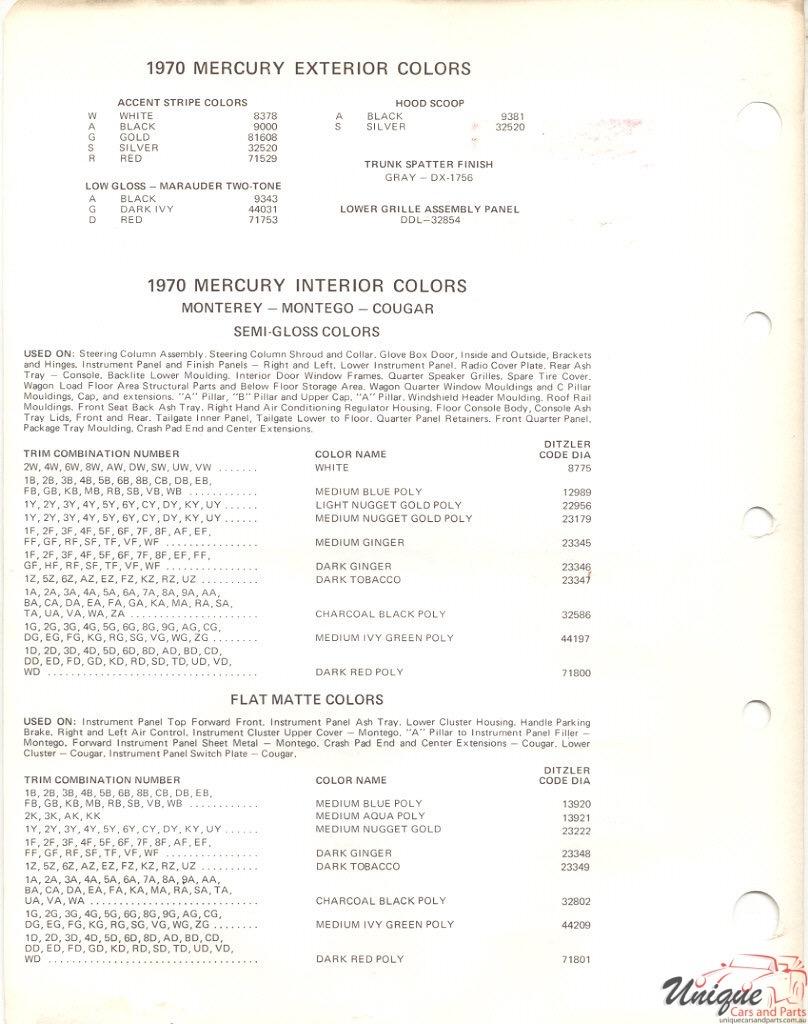 1970 MERCURY EXTERIOR COLORS
ACCENT STRIPE COLORS
W WHITE 8378
A BLACK 9000
G GOLD 81608
S SILVER 32520
R RED 71529
LOW GLOSS – MARAUDER TWO-TONE
A BLACK 9343
G DARK IVY 44031
D RED 71753
HOOD SCOOP
A BLACK 9381
S SILVER 32520
TRUNK SPATTER FINISH
GRAY – DX-1756
LOWER GRILLE ASSEMBLY PANEL
DDL–32854
1970 MERCURY INTERIOR COLORS
MONTEREY – MONTEGO – COUGAR
SEMI-GLOSS COLORS
USED ON: Steering Column Assembly. Steering Column Shroud and Collar. Glove Box Door, Inside and Outside, Brackets
and Hinges. Instrument Panel and Finish Panels – Right and Left. Lower Instrument Panel. Radio Cover Plate. Rear Ash
Tray – Console. Backlite Lower Moulding. Interior Door Window Frames. Quarter Speaker Grilles. Spare Tire Cover.
Wagon Load Floor Area Structural Parts and Below Floor Storage Area. Wagon Quarter Window Mouldings and C Pillar
Mouldings, Cap, and extensions. "A" Pillar, "B" Pillar and Upper Cap. "A" Pillar. Windshield Header Moulding. Roof Rail
Mouldings. Front Seat Back Ash Tray. Right Hand Air Conditioning Regulator Housing. Floor Console Body, Console Ash
Tray Lids, Front and Rear. Tailgate Inner Panel, Tailgate Lower to Floor. Quarter Panel Retainers. Front Quarter Panel.
Package Tray Moulding. Crash Pad End and Center Extensions.
DITZLER
TRIM COMBINATION NUMBER COLOR NAME CODE DIA
2W, 4W, 6W, 8W, AW, DW, SW, UW, VW ....... WHITE 8775
1B, 2B, 3B, 4B, 5B, 6B, 8B, CB, DB, EB,
FB, GB, KB, MB, RB, SB, VB, WB ............ MEDIUM BLUE POLY 12989
1Y, 2Y, 3Y, 4Y, 5Y, 6Y, CY, DY, KY, UY ...... LIGHT NUGGET GOLD POLY 22956
1Y, 2Y, 3Y, 4Y, 5Y, 6Y, CY, DY, KY, UY ...... MEDIUM NUGGET GOLD POLY 23179
1F, 2F, 3F, 4F, 5F, 6F, 7F, 8F, AF, EF,
FF, GF, RF, SF, TF, VF, WF ................ MEDIUM GINGER 23345
1F, 2F, 3F, 4F, 5F, 6F, 7F, 8F, EF, FF,
GF, HF, RF, SF, TF, VF, WF ................ DARK GINGER 23346
1Z, 5Z, 6Z, AZ, EZ, FZ, KZ, RZ, UZ .......... DARK TOBACCO 23347
1A, 2A, 3A, 4A, 5A, 6A, 7A, 8A, 9A, AA,
BA, CA, DA, EA, FA, GA, KA, MA, RA, SA,
TA, UA, VA, WA, ZA ...................... CHARCOAL BLACK POLY 32586
1G, 2G, 3G, 4G, 5G, 6G, 8G, 9G, AG, CG,
DG, EG, FG, KG, RG, SG, VG, WG, ZG ........ MEDIUM IVY GREEN POLY 44197
1D, 2D, 3D, 4D, 5D, 6D, 8D, AD, BD, CD,
DD, ED, FD, GD, KD, RD, SD, TD, UD, VD,
WD .................................... DARK RED POLY 71800
FLAT MATTE COLORS
USED ON: Instrument Panel Top Forward Front. Instrument Panel Ash Tray. Lower Cluster Housing. Handle Parking
Brake. Right and Left Air Control. Instrument Cluster Upper Cover – Montego. "A" Pillar to Instrument Panel Filler –
Montego. Forward Instrument Panel Sheet Metal – Montego. Crash Pad End and Center Extensions – Cougar. Lower
Cluster – Cougar. Instrument Panel Switch Plate – Cougar.
DITZLER
TRIM COMBINATION NUMBER COLOR NAME CODE DIA
1B, 2B, 3B, 4B, 5B, 6B, 8B, CB, DB, EB,
FB, GB, KB, MB, RB, SB, VB, WB ............ MEDIUM BLUE POLY 13920
2K, 3K, AK, KK MEDIUM AQUA POLY 13921
1Y, 2Y, 3Y, 4Y, 5Y, 6Y, CY, DY, KY, UY ...... MEDIUM NUGGET GOLD 23222
1F, 2F, 3F, 4F, 5F, 6F, 7F, 8F, AF, EF,
FF, GF, RF, SF, TF, VF, WF ................ DARK GINGER 23348
1Z, 5Z, 6Z, AZ, EZ, FZ, KZ, RZ, UZ .......... DARK TOBACCO 23349
1A, 2A, 3A, 4A, 5A, 6A, 7A, 8A, 9A, AA,
BA, CA, DA, EA, FA, KA, MA, RA, SA, TA,
UA, VA, WA ............................. CHARCOAL BLACK POLY 32802
1G, 2G, 3G, 4G, 5G, 6G, 8G, 9G, AG, CG,
DG, EG, FG, KG, RG, SG, VG, WG, ZG ........ MEDIUM IVY GREEN POLY 44209
1D, 2D, 3D, 4D, 5D, 6D, 8D, AD, BD, CD,
DD, ED, FD, GD, KD, RD, SD, TD, UD, VD,
WD .................................... DARK RED POLY 71801
Unique
Cars and Parts
uniquecarsandparts.com.au